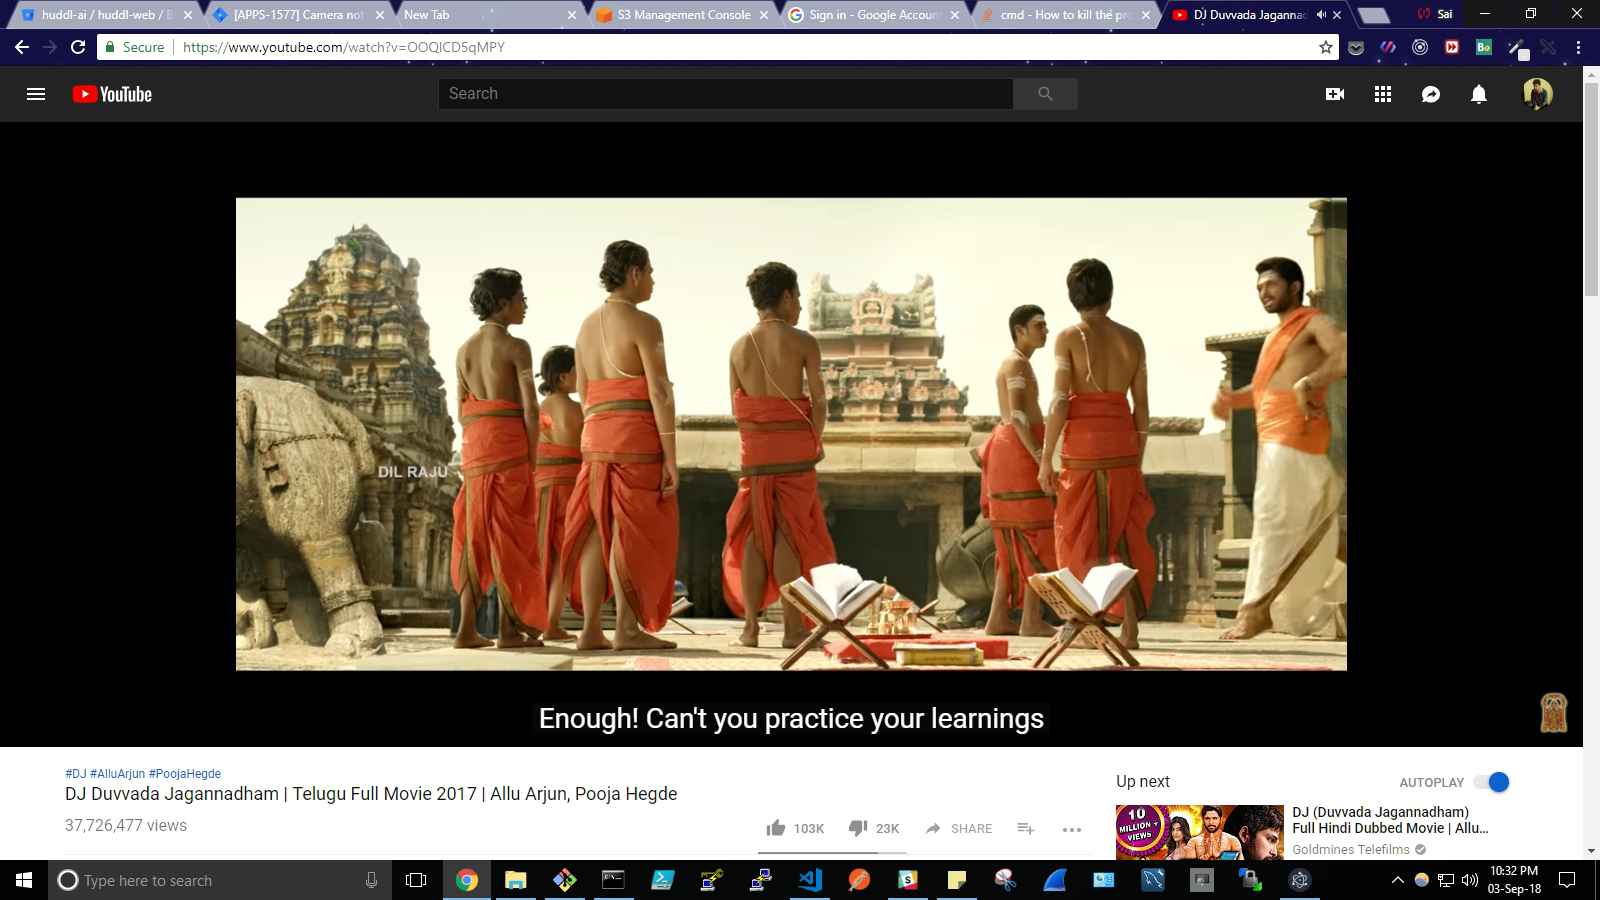 huddl-ai / huddl-web / B
[APPS-1577] Camera not
New Tab
S3 Management Console
Sign in - Google Accoun
cmd - How to kill the pro
DJ Duvvada Jagannad
Sai
Secure
https://www.youtube.com/watch?v=OOQICD5qMPY
YouTube
Search
DIL RAJU
Enough! Can't you practice your learnings
#DJ #AlluArjun #PoojaHegde
DJ Duvvada Jagannadham | Telugu Full Movie 2017 | Allu Arjun, Pooja Hegde
37,726,477 views
103K
23K
SHARE
Up next
AUTOPLAY
10
MILLION +
VIEWS
DJ (Duvvada Jagannadham)
Full Hindi Dubbed Movie | Allu...
Goldmines Telefilms
Type here to search
10:32 PM
03-Sep-18